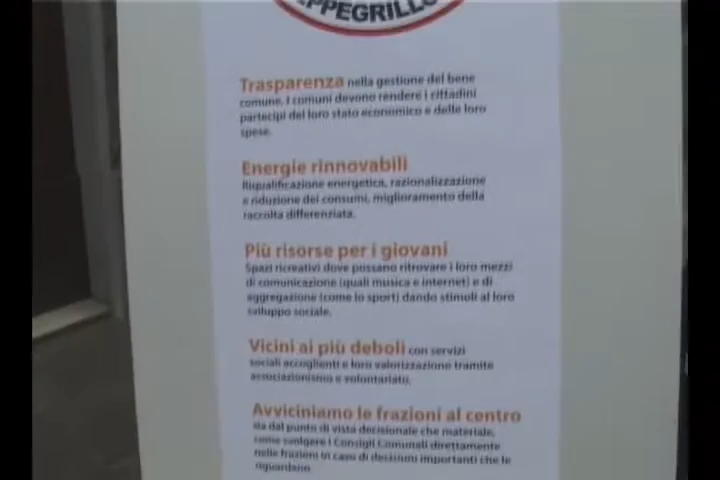 PPEGRILLO
Trasparenza nella gestione del bene
comune. I comuni devono rendere i cittadini
partecipi del loro stato economico e delle loro
spese.
Energie rinnovabili
Riqualificazione energetica, razionalizzazione
e riduzione dei consumi, miglioramento della
raccolta differenziata.
Più risorse per i giovani
Spazi ricreativi dove possano ritrovare i loro mezzi
di comunicazione (quali musica e internet) e di
aggregazione (come lo sport) dando stimoli al loro
sviluppo sociale.
Vicini ai più deboli con servizi
sociali accoglienti e loro valorizzazione tramite
associazionismo e volontariato.
Avviciniamo le frazioni al centro
sia dal punto di vista decisionale che materiale,
come svolgere i Consigli Comunali direttamente
nelle frazioni in caso di decisioni importanti che le
riguardano